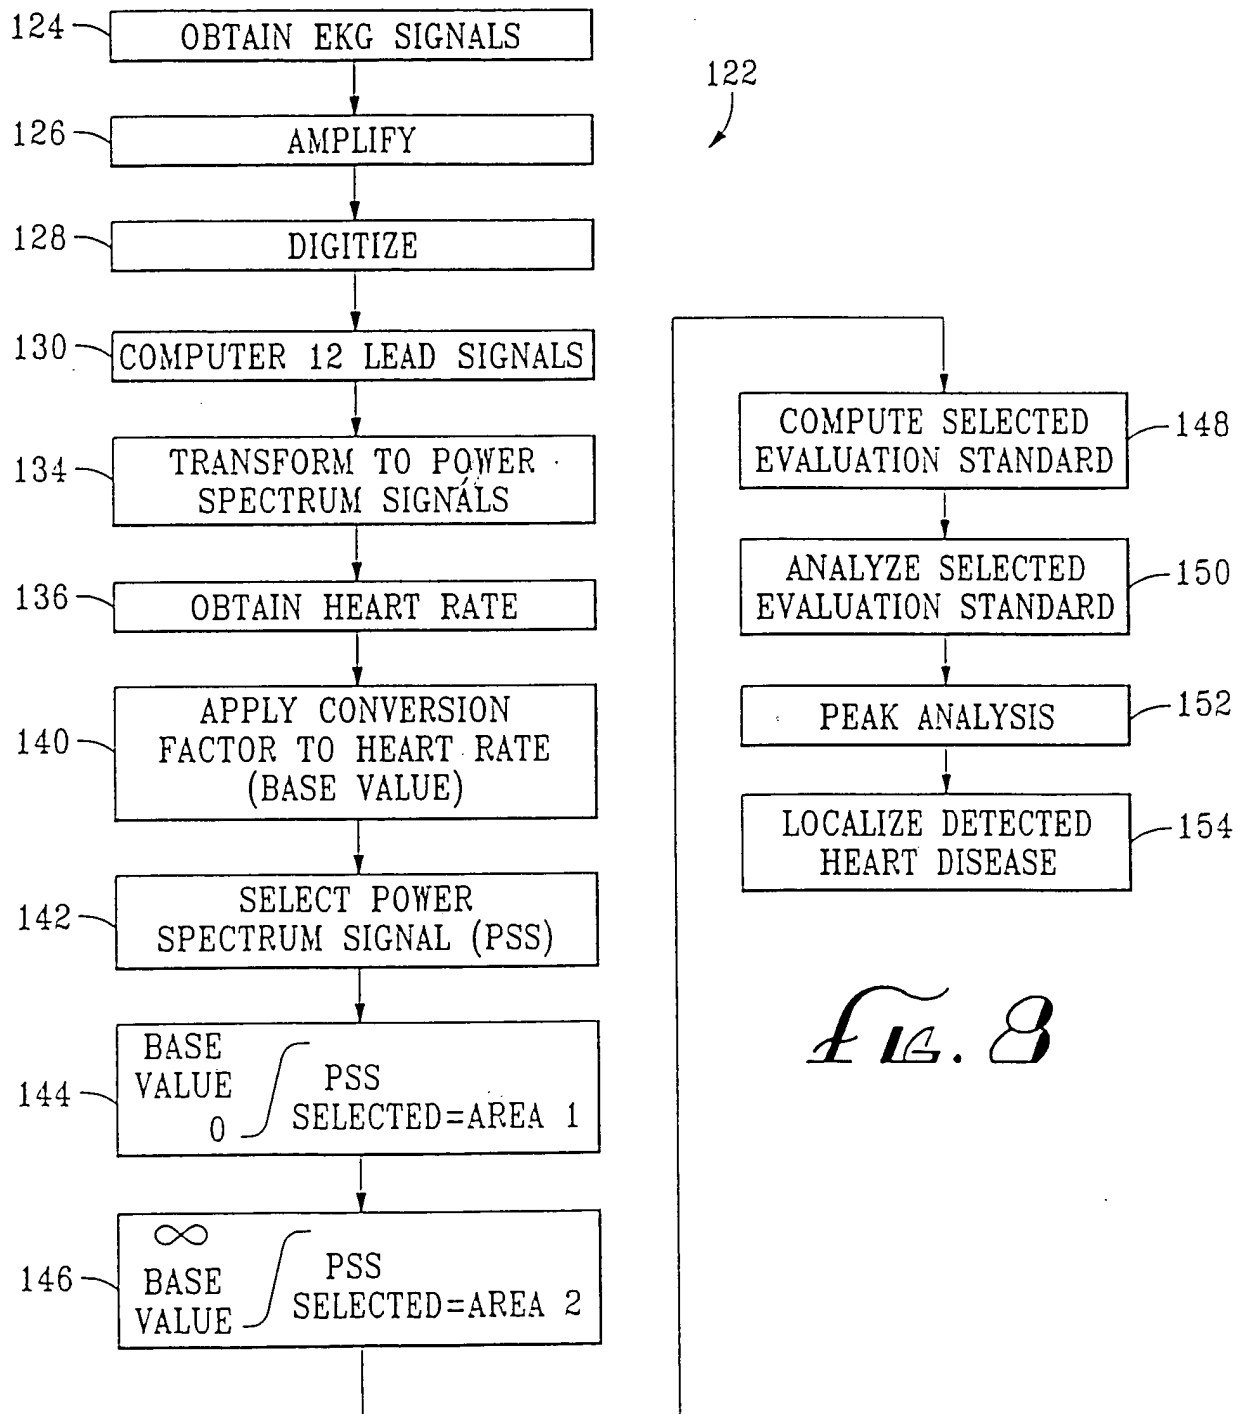 124
OBTAIN EKG SIGNALS
126
AMPLIFY
128
DIGITIZE
130
COMPUTER 12 LEAD SIGNALS
134
TRANSFORM TO POWER
SPECTRUM SIGNALS
136
OBTAIN HEART RATE
140
APPLY CONVERSION
FACTOR TO HEART RATE
(BASE VALUE)
142
SELECT POWER
SPECTRUM SIGNAL (PSS)
144
BASE
VALUE
0
∫
PSS
SELECTED=AREA 1
146
∞
BASE
VALUE
∫
PSS
SELECTED=AREA 2
122
COMPUTE SELECTED
EVALUATION STANDARD
148
ANALYZE SELECTED
EVALUATION STANDARD
150
PEAK ANALYSIS
152
LOCALIZE DETECTED
HEART DISEASE
154
FIG. 8